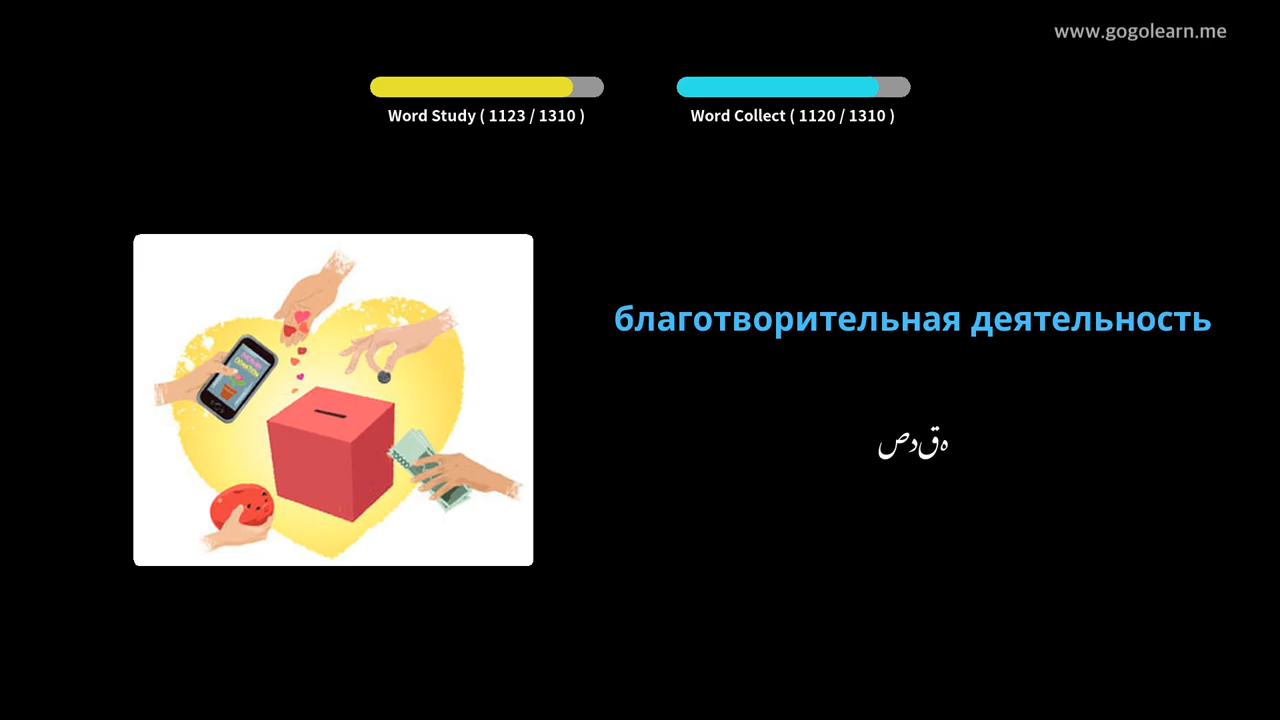 www.gogolearn.me
Word Study ( 1123 / 1310 )
Word Collect ( 1120 / 1310 )
благотворительная деятельность
صدقہ